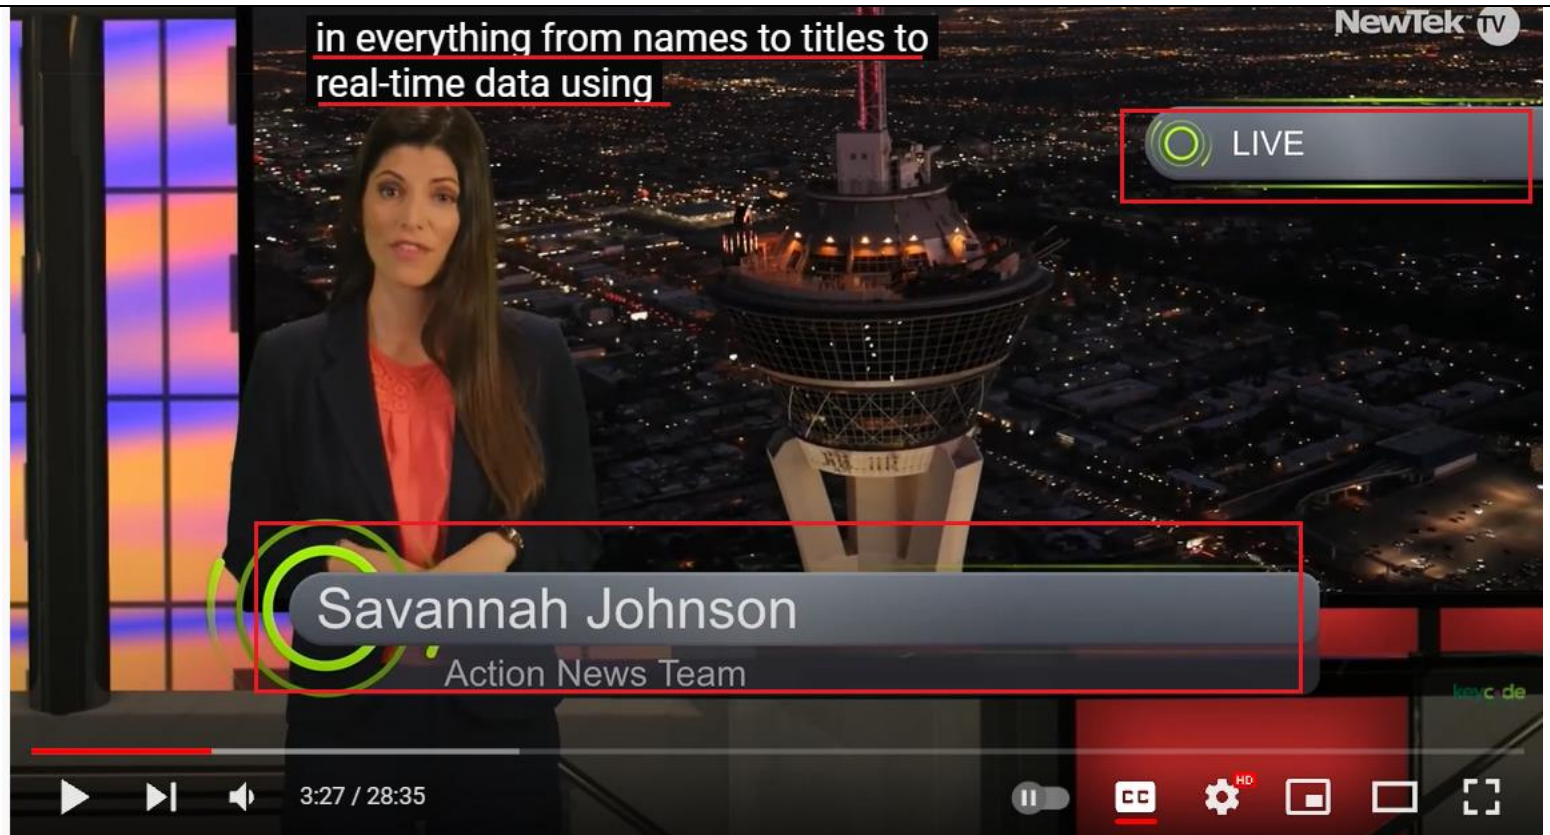 in everything from names to titles to
real-time data using
NewTek TV
LIVE
Savannah Johnson
Action News Team
keycode
3:27 / 28:35
CC
HD